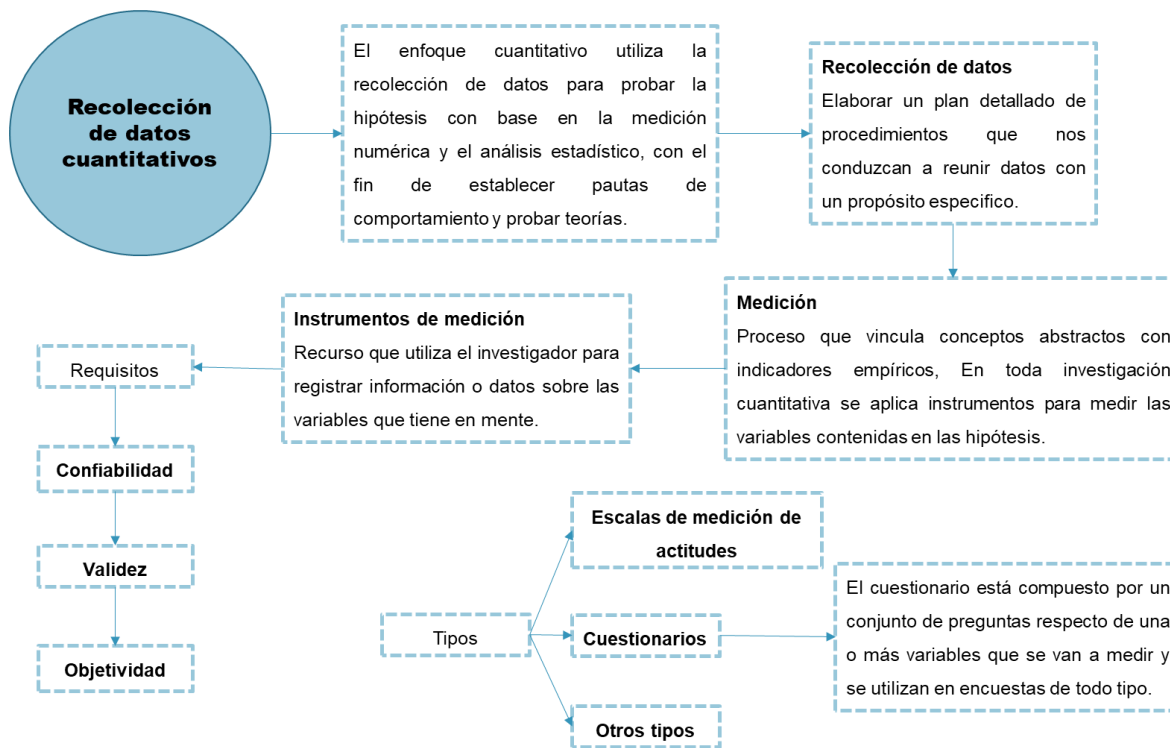 Recolección
de datos
cuantitativos
El enfoque cuantitativo utiliza la
recolección de datos para probar la
hipótesis con base en la medición
numérica y el análisis estadístico, con el
fin de establecer pautas de
comportamiento y probar teorías.
Recolección de datos
Elaborar un plan detallado de
procedimientos que nos
conduzcan a reunir datos con
un propósito especifico.
Medición
Proceso que vincula conceptos abstractos con
indicadores empíricos, En toda investigación
cuantitativa se aplica instrumentos para medir las
variables contenidas en las hipótesis.
Instrumentos de medición
Recurso que utiliza el investigador para
registrar información o datos sobre las
variables que tiene en mente.
Requisitos
Confiabilidad
Validez
Objetividad
Tipos
Escalas de medición de
actitudes
Cuestionarios
El cuestionario está compuesto por un
conjunto de preguntas respecto de una
o más variables que se van a medir y
se utilizan en encuestas de todo tipo.
Otros tipos